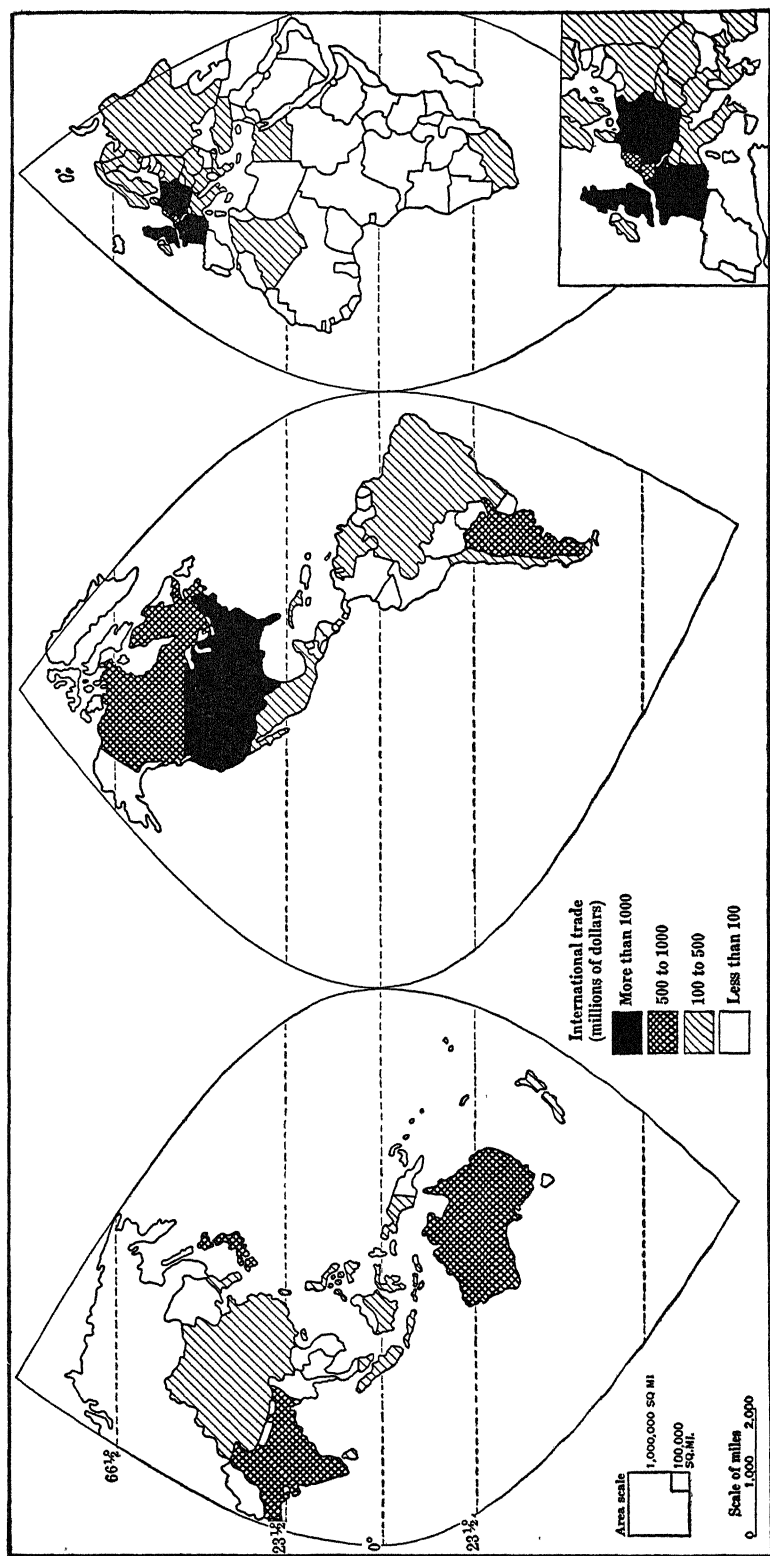 66½°
23½°
0°
23½°
International trade
(millions of dollars)
More than 1000
500 to 1000
100 to 500
Less than 100
Area scale
1,000,000 SQ MI
100,000
SQ.MI.
Scale of miles
0 1,000 2,000